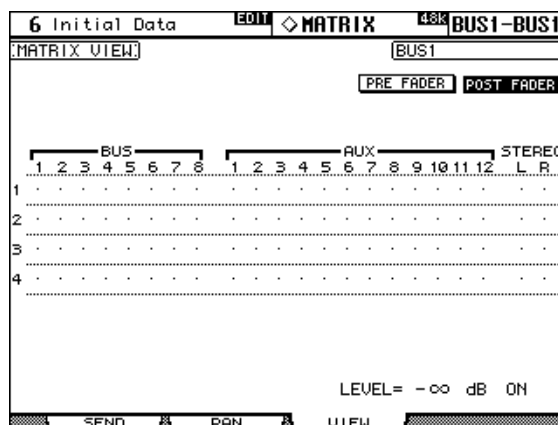 6 Initial Data EDIT ◇MATRIX 48K BUS1-BUS1
MATRIX VIEW BUS1
PRE FADER POST FADER
BUS AUX STEREO
1 2 3 4 5 6 7 8 1 2 3 4 5 6 7 8 9 10 11 12 L R
1
2
3
4
LEVEL= -∞ dB ON
SEND PAN VIEW